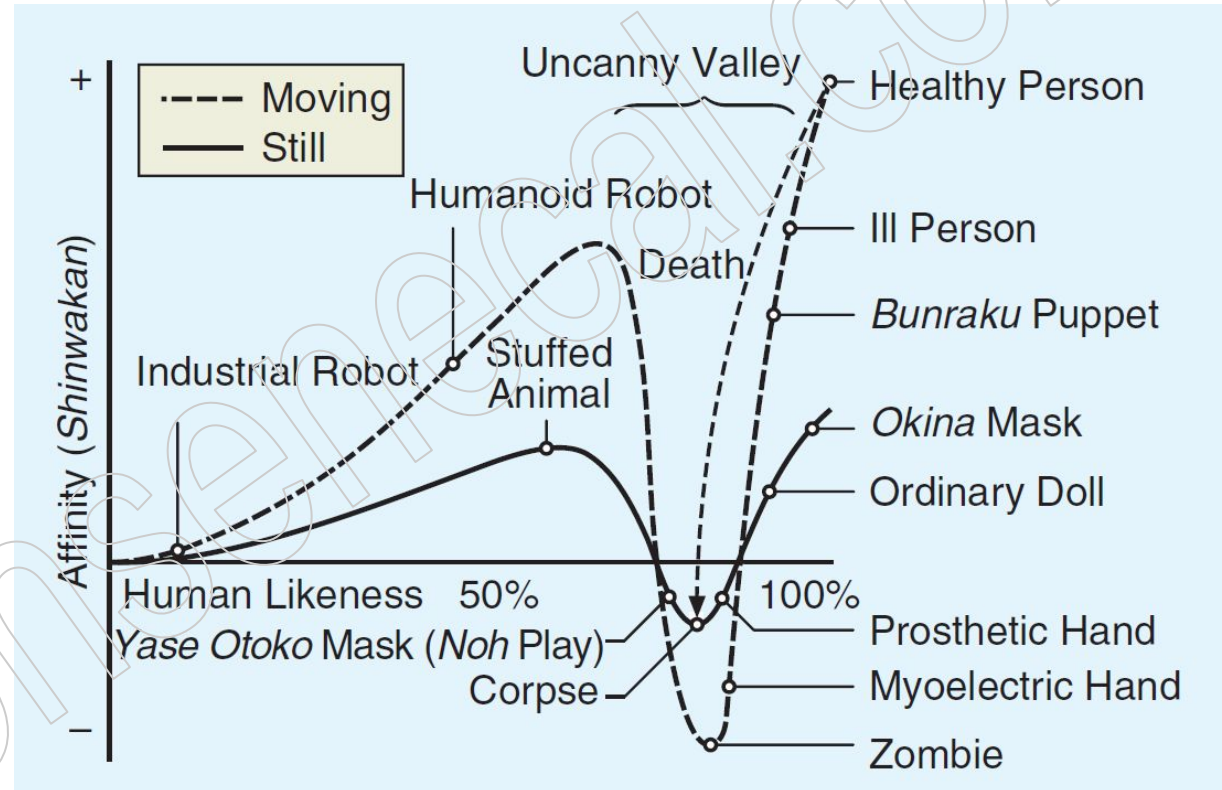 Uncanny Valley
+
Moving
Still
Healthy Person
Humanoid Robot
Ill Person
Death
Bunraku Puppet
Industrial Robot
Stuffed
Animal
Okina Mask
Ordinary Doll
Affinity (Shinwakan)
Human Likeness 50% 100%
Yase Otoko Mask (Noh Play)
Prosthetic Hand
Corpse
Myoelectric Hand
–
Zombie